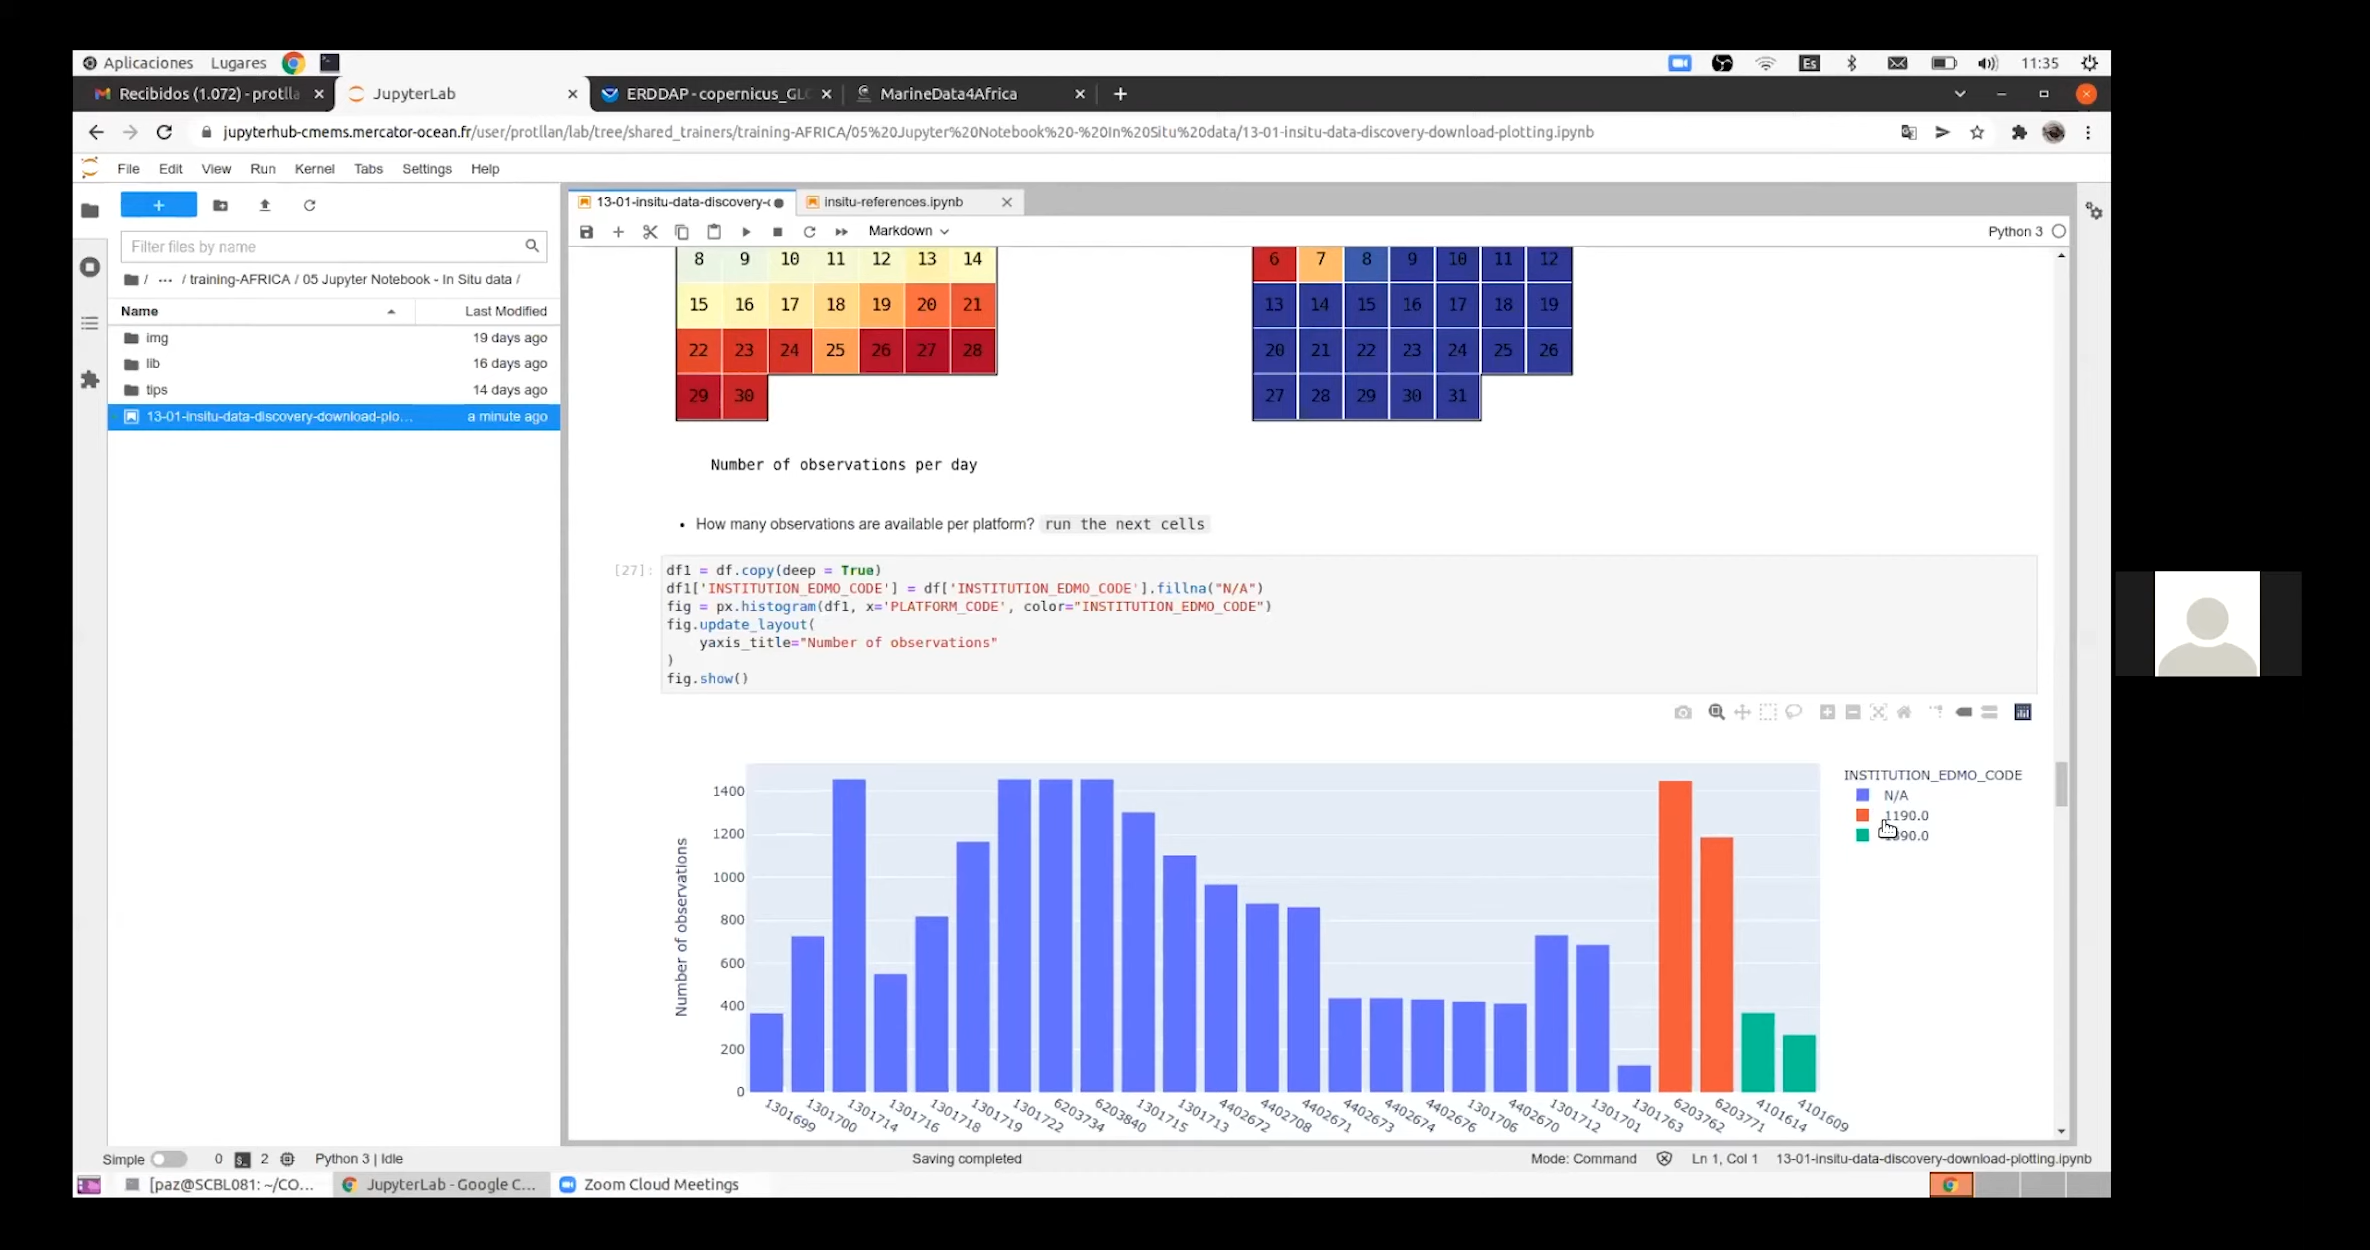 Aplicaciones Lugares Es 11:35
Recibidos (1.072) - protlla JupyterLab ERDDAP - copernicus_GLO MarineData4Africa
jupyterhub-cmems.mercator-ocean.fr/user/protllan/lab/tree/shared_trainers/training-AFRICA/05%20Jupyter%20Notebook%20-%20In%20Situ%20data/13-01-insitu-data-discovery-download-plotting.ipynb
File Edit View Run Kernel Tabs Settings Help
13-01-insitu-data-discovery-( insitu-references.ipynb
Markdown Python 3
Filter files by name
/ ··· / training-AFRICA / 05 Jupyter Notebook - In Situ data /
Name Last Modified
img 19 days ago
lib 16 days ago
tips 14 days ago
13-01-insitu-data-discovery-download-plo... a minute ago
8 9 10 11 12 13 14
15 16 17 18 19 20 21
22 23 24 25 26 27 28
29 30
6 7 8 9 10 11 12
13 14 15 16 17 18 19
20 21 22 23 24 25 26
27 28 29 30 31
Number of observations per day
• How many observations are available per platform? run the next cells
[27]:
df1 = df.copy(deep = True)
df1['INSTITUTION_EDMO_CODE'] = df['INSTITUTION_EDMO_CODE'].fillna("N/A")
fig = px.histogram(df1, x='PLATFORM_CODE', color="INSTITUTION_EDMO_CODE")
fig.update_layout(
yaxis_title="Number of observations"
)
fig.show()
INSTITUTION_EDMO_CODE
N/A
1190.0
90.0
Number of observations
1400
1200
1000
800
600
400
200
0
1301699
1301700
1301714
1301716
1301718
1301719
1301722
6203734
6203840
1301715
1301713
4402672
4402708
4402671
4402673
4402674
4402676
1301706
4402670
1301712
1301701
1301763
6203762
6203771
4101614
4101609
Simple 0 $_ 2 Python 3 | Idle Saving completed Mode: Command Ln 1, Col 1 13-01-insitu-data-discovery-download-plotting.ipynb
[paz@SCBL081: ~/CO... JupyterLab - Google C... Zoom Cloud Meetings